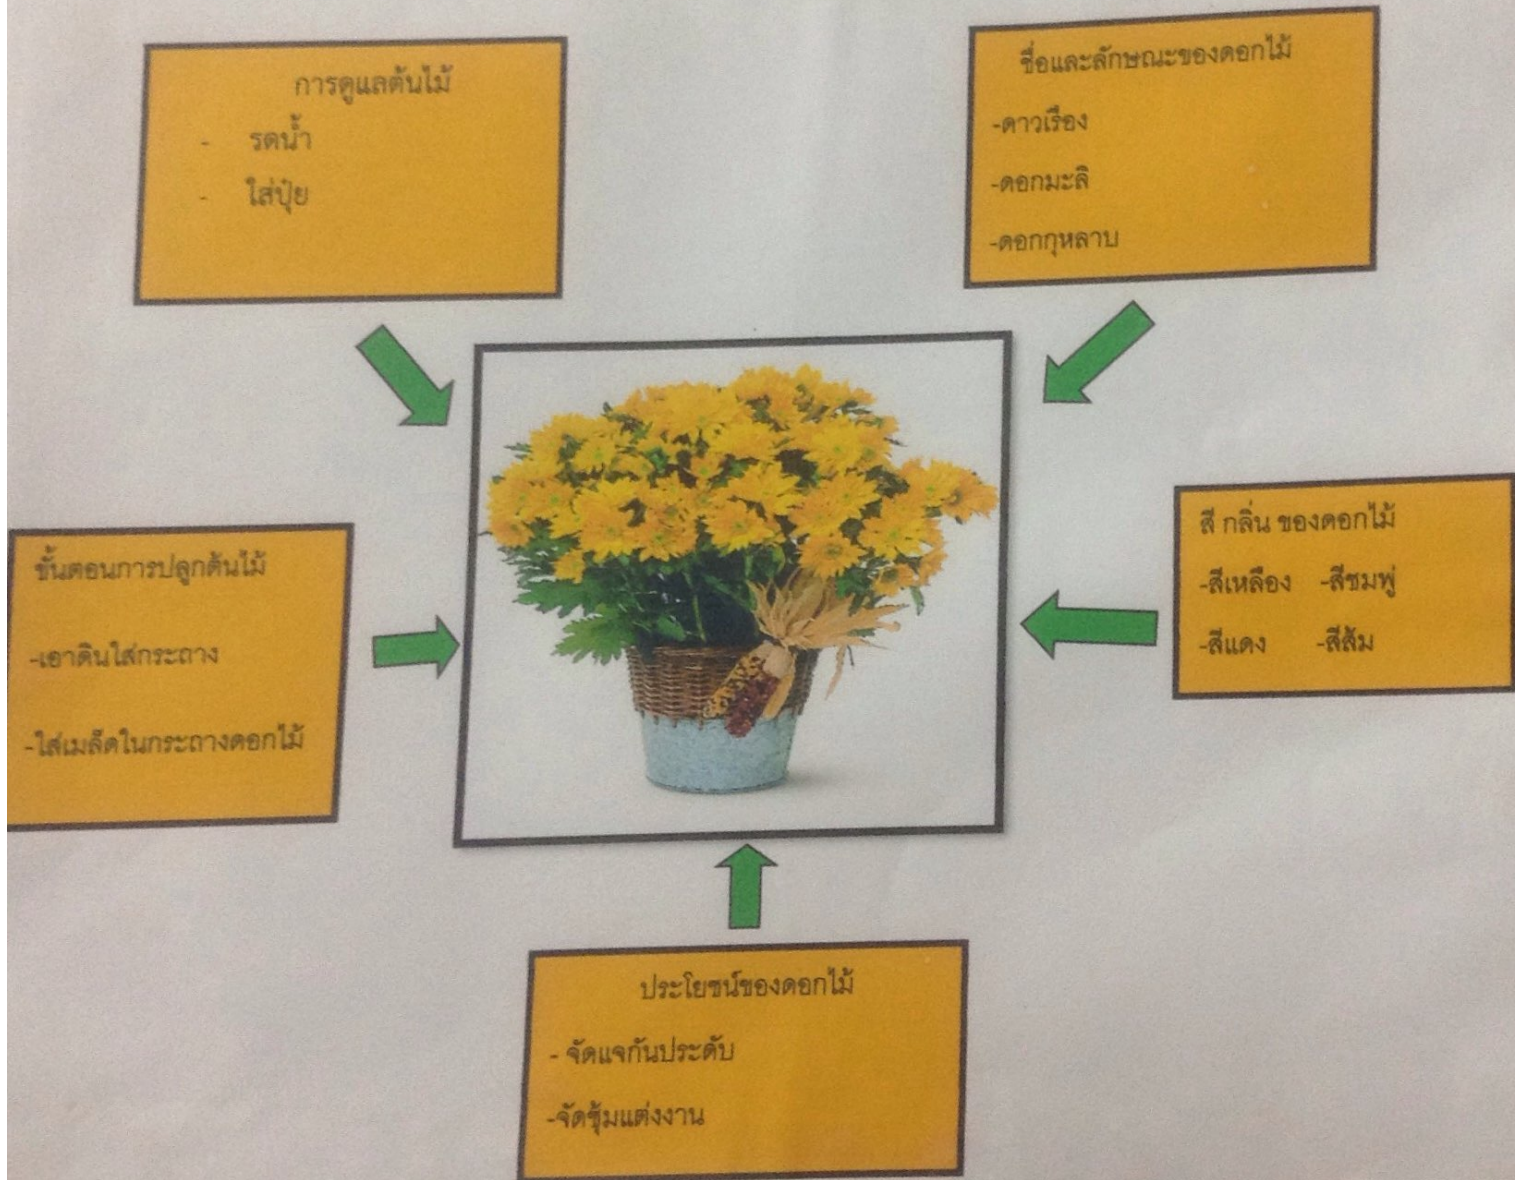 การดูแลต้นไม้
- รดน้ำ
- ใส่ปุ๋ย
ชื่อและลักษณะของดอกไม้
-ดาวเรือง
-ดอกมะลิ
-ดอกกุหลาบ
ขั้นตอนการปลูกต้นไม้
-เอาดินใส่กระถาง
-ใส่เมล็ดในกระถางดอกไม้
สี กลิ่น ของดอกไม้
-สีเหลือง -สีชมพู่
-สีแดง -สีส้ม
ประโยชน์ของดอกไม้
- จัดแจกันประดับ
-จัดซุ้มแต่งงาน